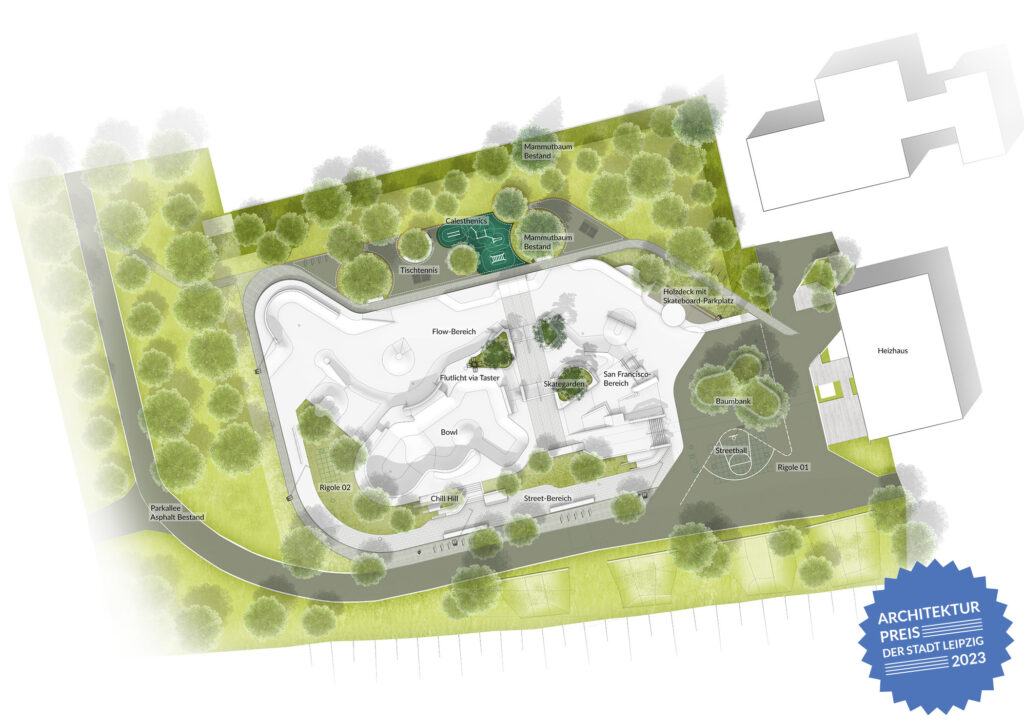 Mammutbaum
Bestand
Calesthenics
Mammutbaum
Bestand
Tischtennis
Holzdeck mit
Skateboard-Parkplatz
Flow-Bereich
Heizhaus
Flutlicht via Taster
Skategarden
San Francisco-
Bereich
Baumbank
Bowl
Streetball
Rigole 01
Rigole 02
Chill Hill
Street-Bereich
Parkallee
Asphalt Bestand
ARCHITEKTUR
PREIS
DER STADT LEIPZIG
2023